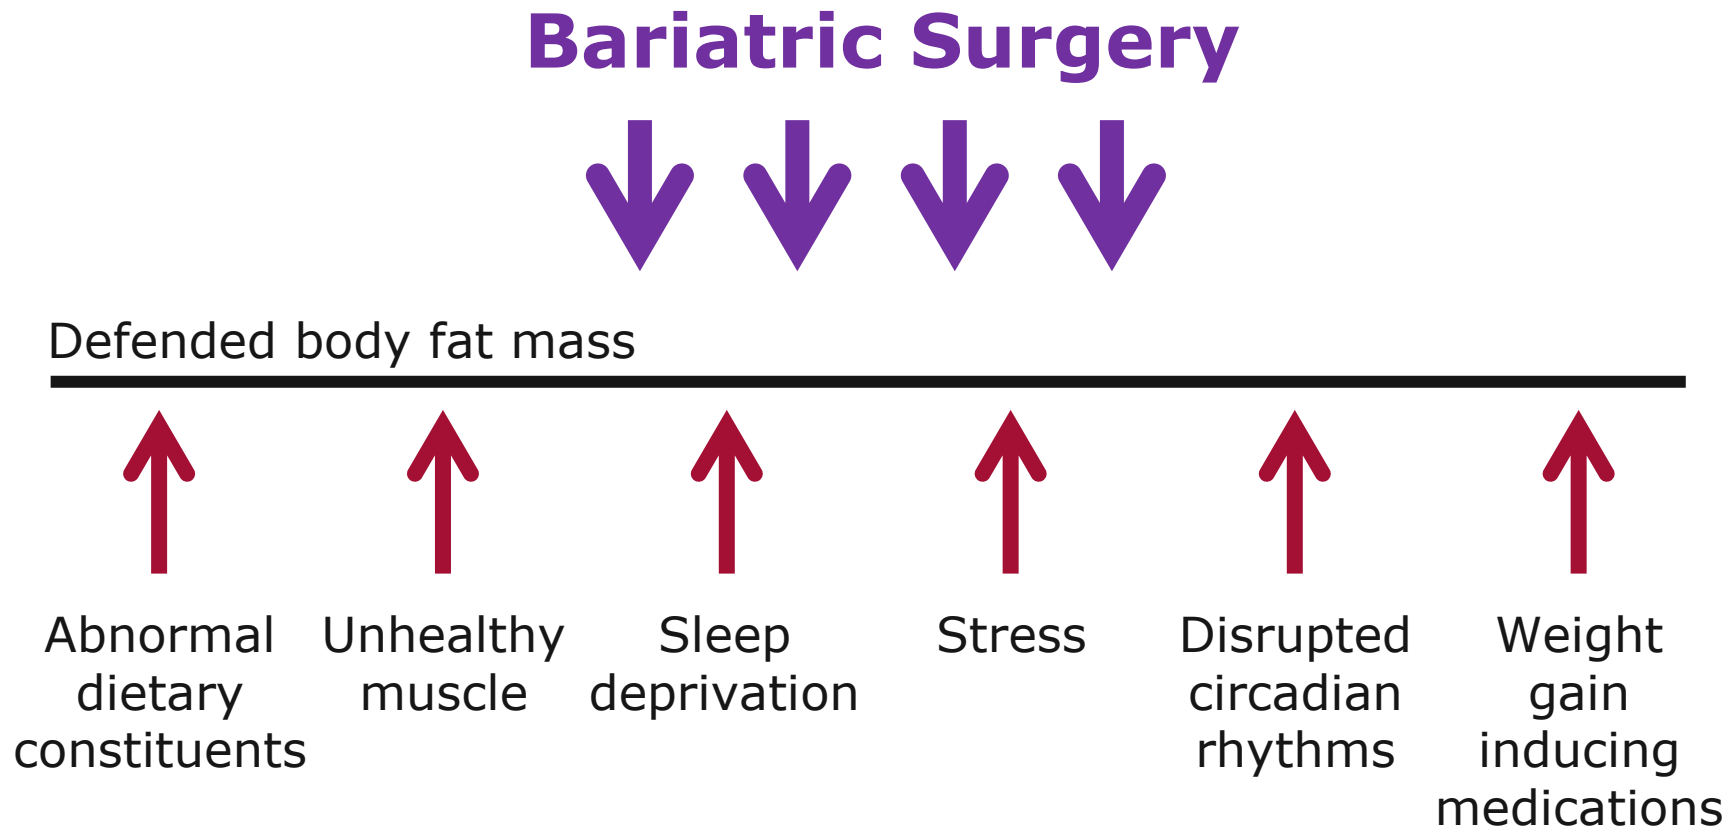 Bariatric Surgery
Defended body fat mass
Abnormal
dietary
constituents
Unhealthy
muscle
Sleep
deprivation
Stress
Disrupted
circadian
rhythms
Weight
gain
inducing
medications